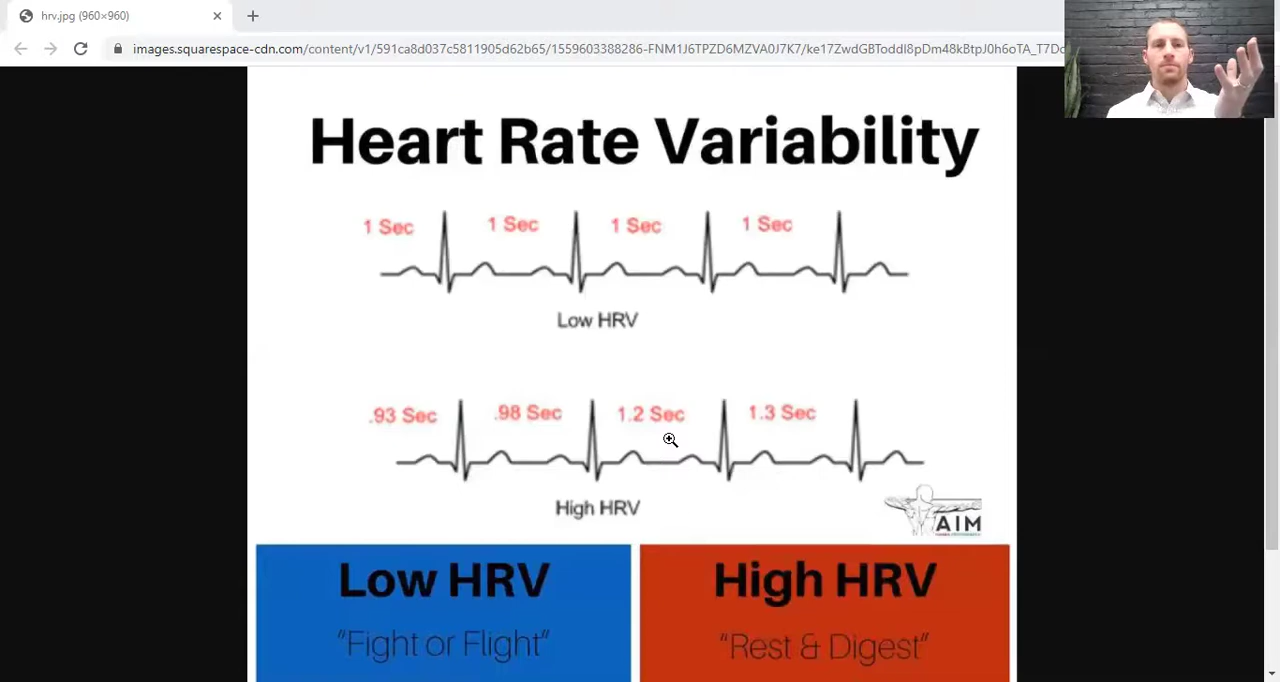 hrv.jpg (960×960)
images.squarespace-cdn.com/content/v1/591ca8d037c5811905d62b65/1559603388286-FNM1J6TPZD6MZVA0J7K7/ke17ZwdGBToddI8pDm48kBtpJ0h6oTA_T7Dc
Heart Rate Variability
1 Sec 1 Sec 1 Sec 1 Sec
Low HRV
.93 Sec .98 Sec 1.2 Sec 1.3 Sec
High HRV
AIM
Low HRV
"Fight or Flight"
High HRV
"Rest & Digest"